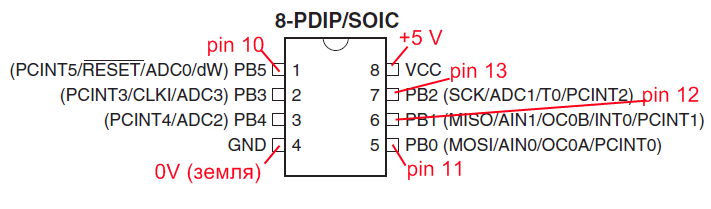 8-PDIP/SOIC
pin 10
+5 V
(PCINT5/RESET/ADC0/dW) PB5 1
8 VCC
pin 13
(PCINT3/CLKI/ADC3) PB3 2
7 PB2 (SCK/ADC1/T0/PCINT2)
pin 12
(PCINT4/ADC2) PB4 3
6 PB1 (MISO/AIN1/OC0B/INT0/PCINT1)
GND 4
5 PB0 (MOSI/AIN0/OC0A/PCINT0)
0V (земля)
pin 11